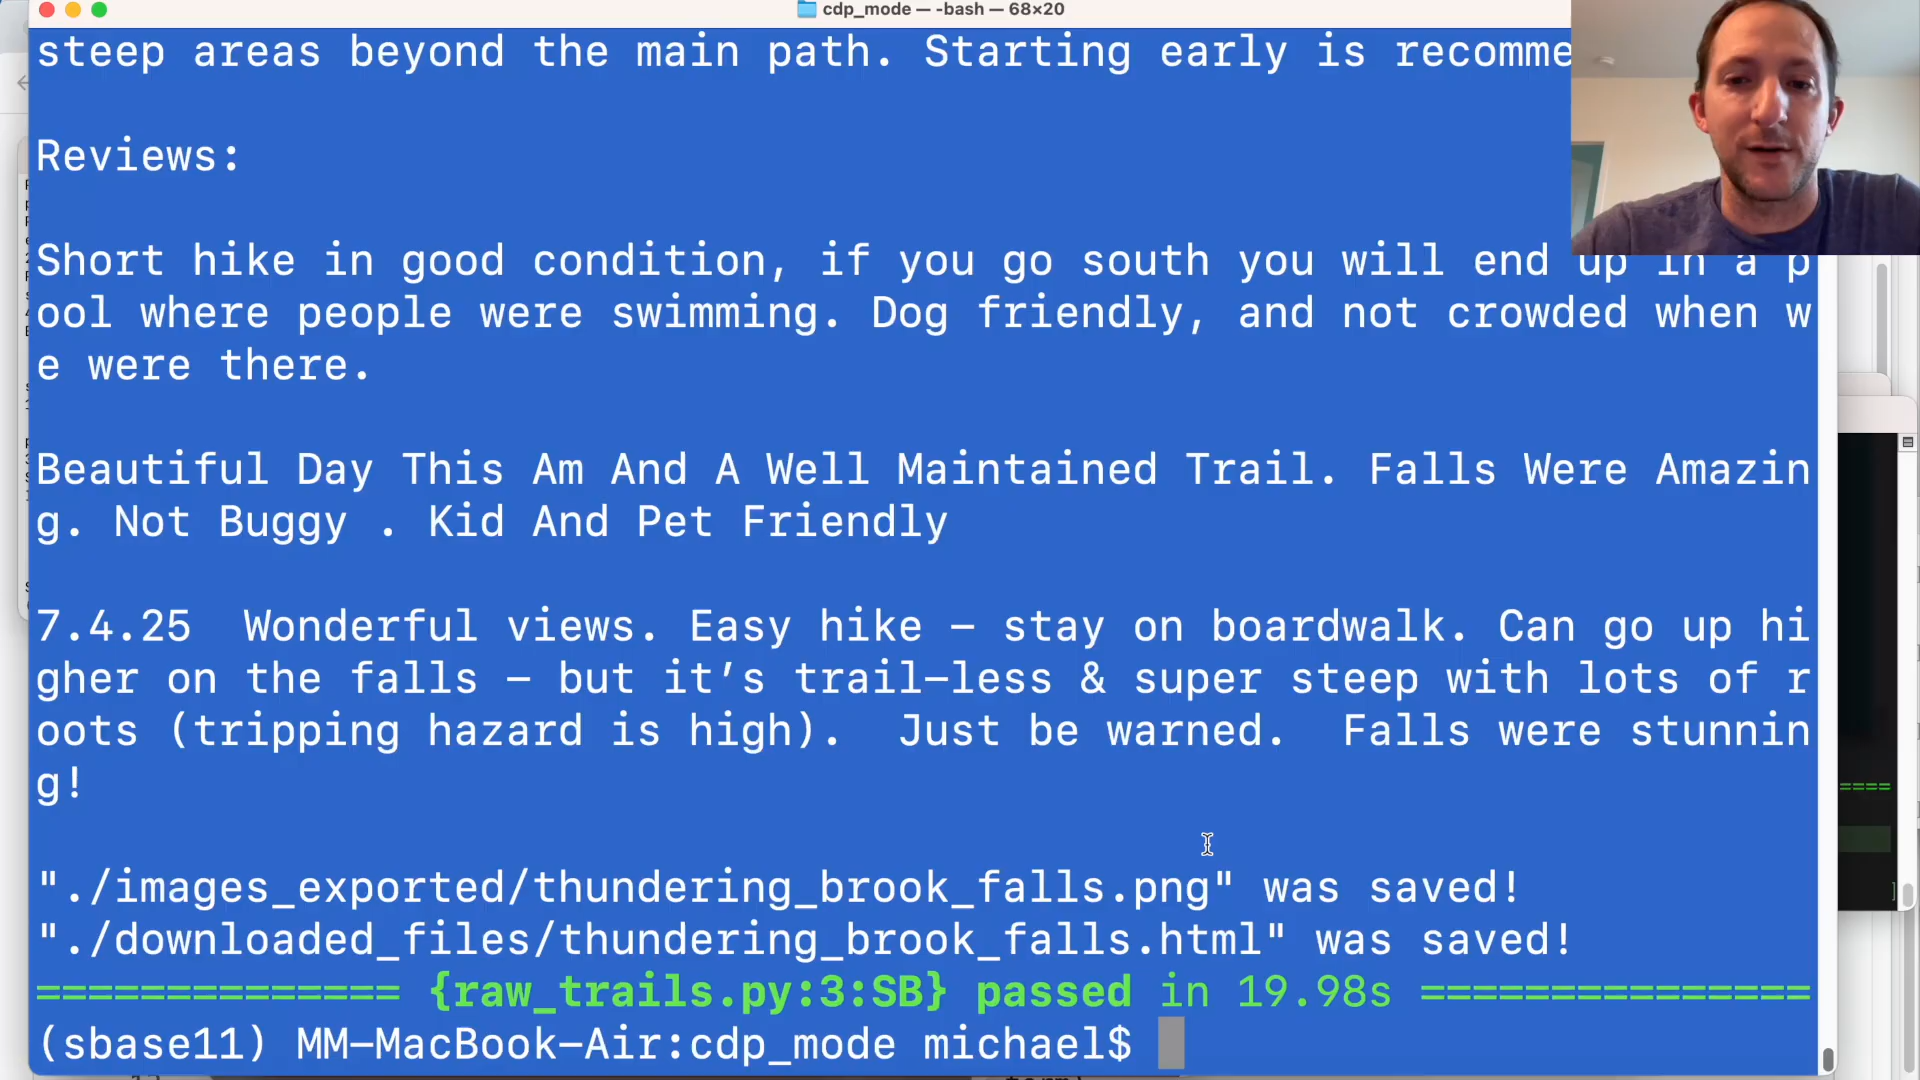 cdp_mode — -bash — 68×20
steep areas beyond the main path. Starting early is recomme
Reviews:
Short hike in good condition, if you go south you will end up in a p
ool where people were swimming. Dog friendly, and not crowded when w
e were there.
Beautiful Day This Am And A Well Maintained Trail. Falls Were Amazin
g. Not Buggy . Kid And Pet Friendly
7.4.25  Wonderful views. Easy hike – stay on boardwalk. Can go up hi
gher on the falls – but it’s trail-less & super steep with lots of r
oots (tripping hazard is high).  Just be warned.  Falls were stunnin
g!
"./images_exported/thundering_brook_falls.png" was saved!
"./downloaded_files/thundering_brook_falls.html" was saved!
============== {raw_trails.py:3:SB} passed in 19.98s ===============
(sbase11) MM-MacBook-Air:cdp_mode michael$